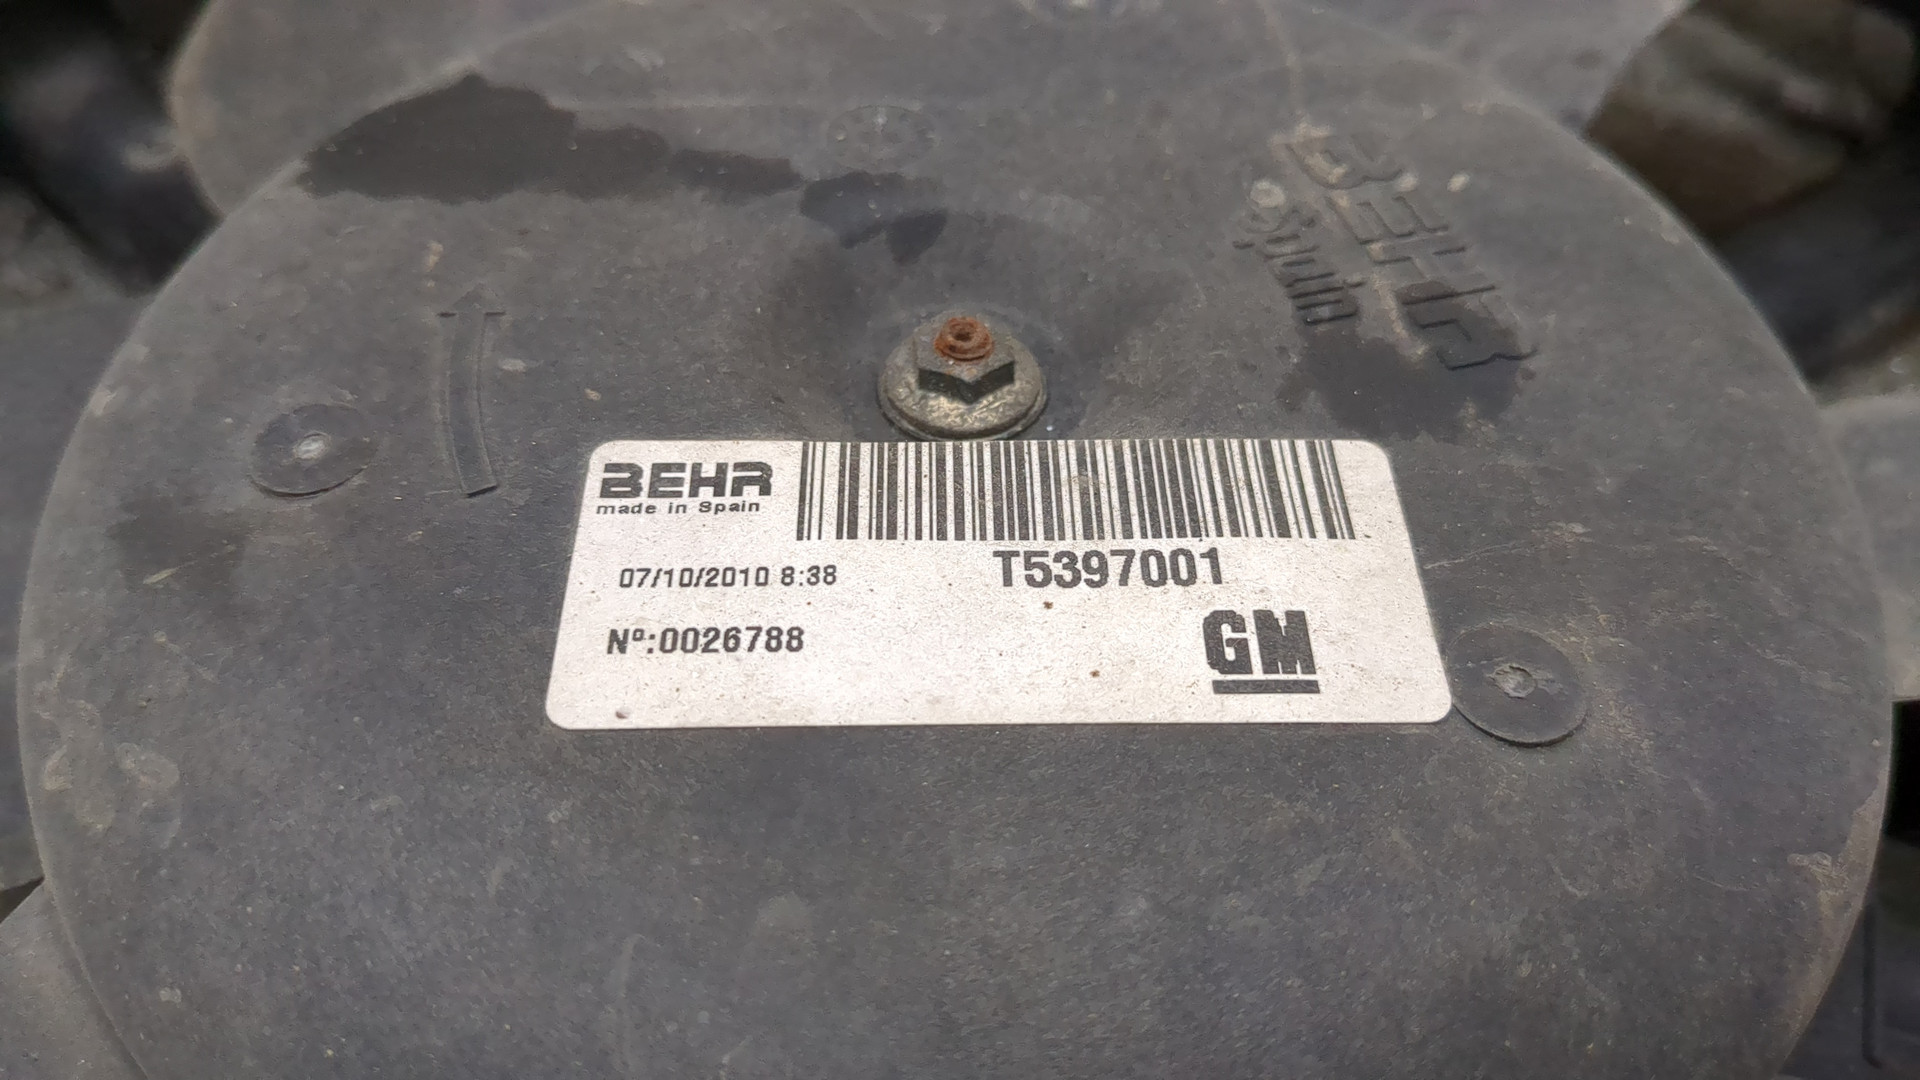 BEHR
Spain
BEHR
made in Spain
07/10/2010 8:38
T5397001
Nº:0026788
GM